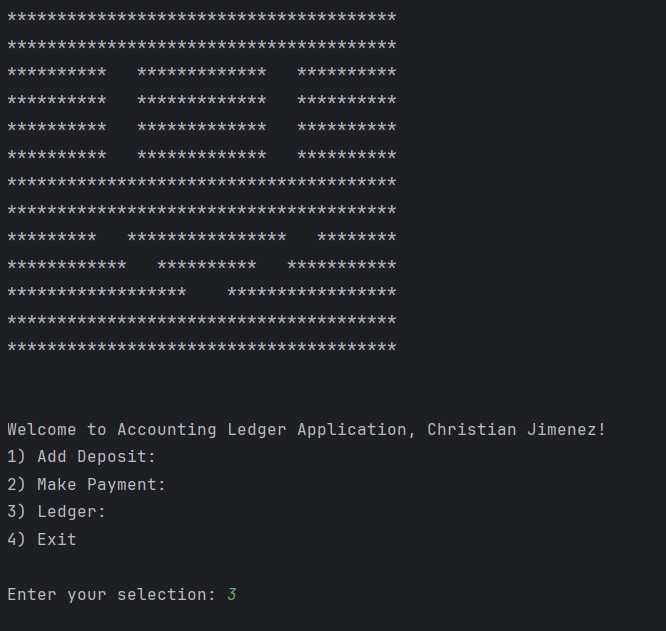 ***************************************
***************************************
**********   *************   **********
**********   *************   **********
**********   *************   **********
**********   *************   **********
***************************************
***************************************
*********   ****************   ********
************   **********   ***********
******************    *****************
***************************************
***************************************
Welcome to Accounting Ledger Application, Christian Jimenez!
1) Add Deposit:
2) Make Payment:
3) Ledger:
4) Exit
Enter your selection: 3